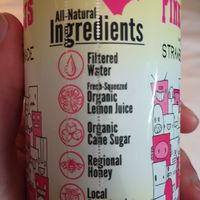 All-Natural
Ingredients
Filtered
Water
Fresh-Squeezed
Organic
Lemon Juice
Organic
Cane Sugar
Regional
Honey
Local